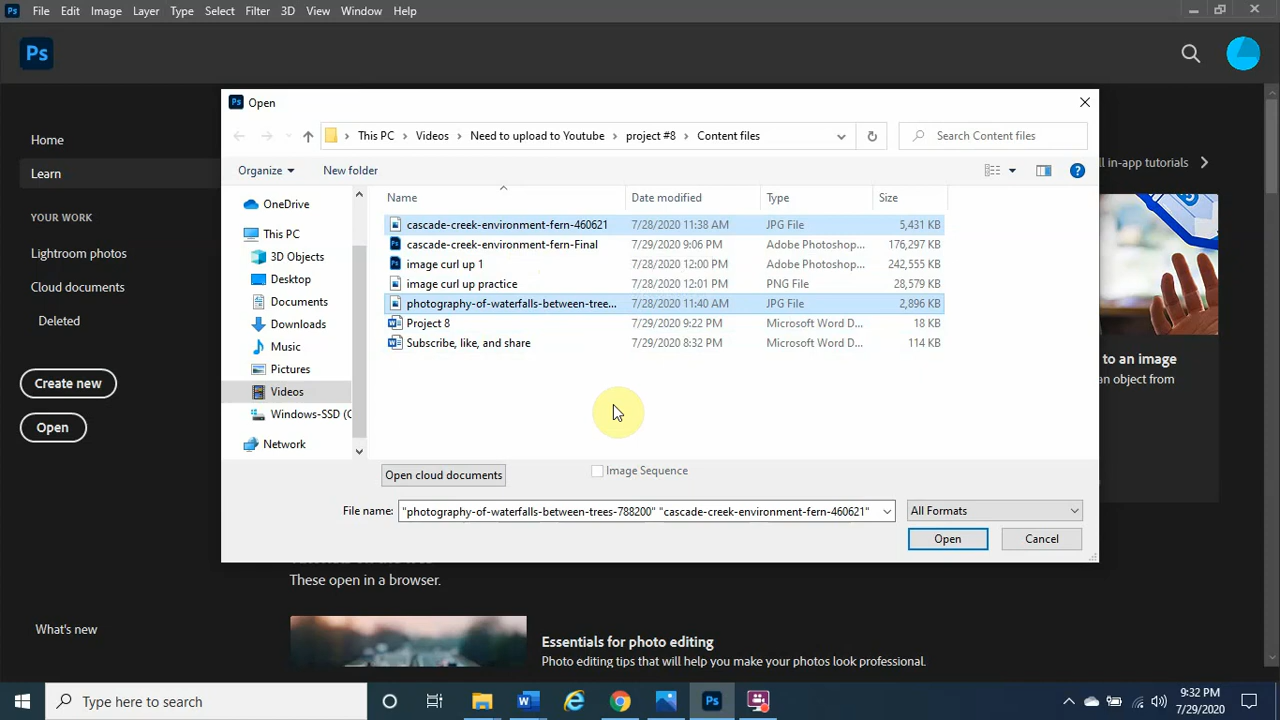 Ps File Edit Image Layer Type Select Filter 3D View Window Help
Ps
Home
Learn
YOUR WORK
Lightroom photos
Cloud documents
Deleted
Create new
Open
What's new
Ps Open
This PC > Videos > Need to upload to Youtube > project #8 > Content files
Search Content files
Organize
New folder
OneDrive
This PC
3D Objects
Desktop
Documents
Downloads
Music
Pictures
Videos
Windows-SSD (C
Network
Name Date modified Type Size
cascade-creek-environment-fern-460621 7/28/2020 11:38 AM JPG File 5,431 KB
cascade-creek-environment-fern-Final 7/29/2020 9:06 PM Adobe Photoshop... 176,297 KB
image curl up 1 7/28/2020 12:00 PM Adobe Photoshop... 242,555 KB
image curl up practice 7/28/2020 12:01 PM PNG File 28,579 KB
photography-of-waterfalls-between-tree... 7/28/2020 11:40 AM JPG File 2,896 KB
Project 8 7/29/2020 9:22 PM Microsoft Word D... 18 KB
Subscribe, like, and share 7/29/2020 8:32 PM Microsoft Word D... 114 KB
Open cloud documents
Image Sequence
File name: "photography-of-waterfalls-between-trees-788200" "cascade-creek-environment-fern-460621"
All Formats
Open
Cancel
ll in-app tutorials
to an image
an object from
These open in a browser.
Essentials for photo editing
Photo editing tips that will help you make your photos look professional.
Type here to search
Ps
9:32 PM
7/29/2020